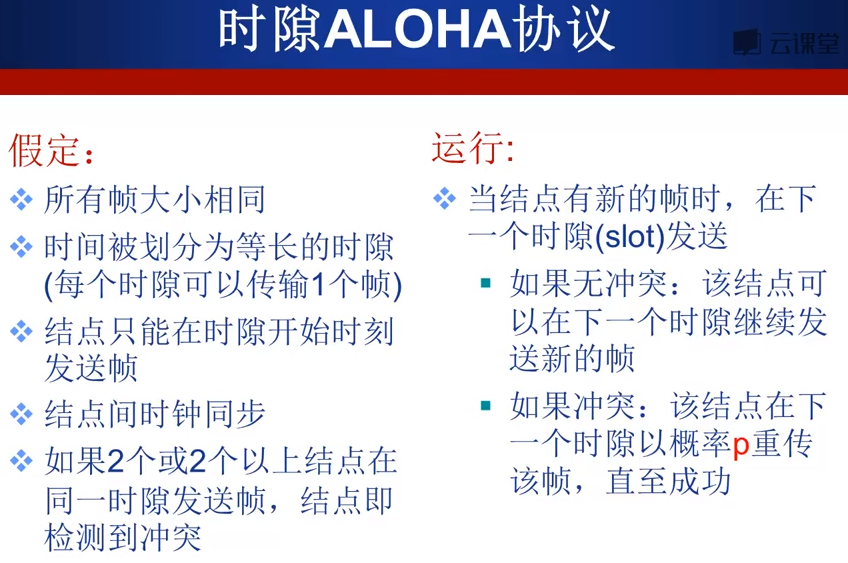 时隙ALOHA协议
云课堂
假定：
所有帧大小相同
时间被划分为等长的时隙
(每个时隙可以传输1个帧)
结点只能在时隙开始时刻
发送帧
结点间时钟同步
如果2个或2个以上结点在
同一时隙发送帧，结点即
检测到冲突
运行:
当结点有新的帧时，在下
一个时隙(slot)发送
如果无冲突：该结点可
以在下一个时隙继续发
送新的帧
如果冲突：该结点在下
一个时隙以概率p重传
该帧，直至成功